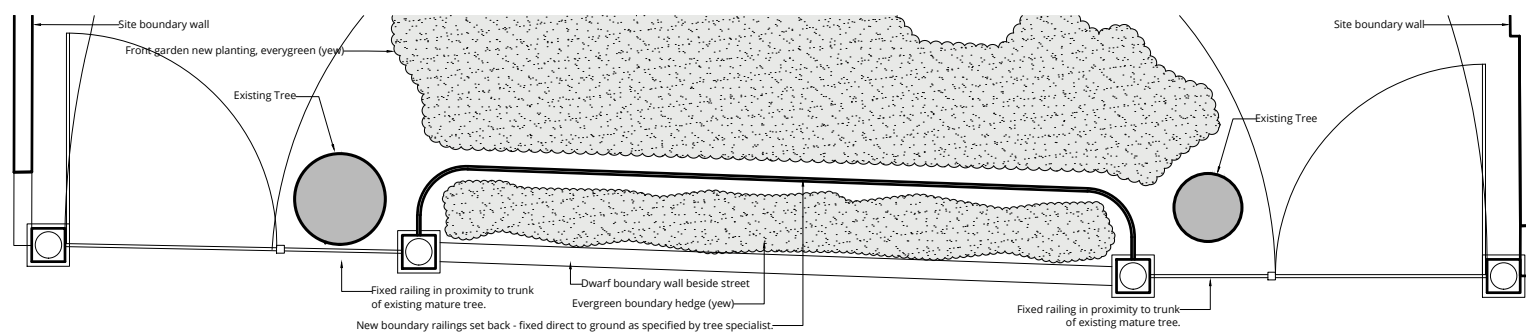 Site boundary wall
Site boundary wall
Front garden new planting, everygreen (yew)
Existing Tree
Existing Tree
Fixed railing in proximity to trunk
of existing mature tree.
Dwarf boundary wall beside street
Evergreen boundary hedge (yew)
Fixed railing in proximity to trunk
of existing mature tree.
New boundary railings set back - fixed direct to ground as specified by tree specialist.